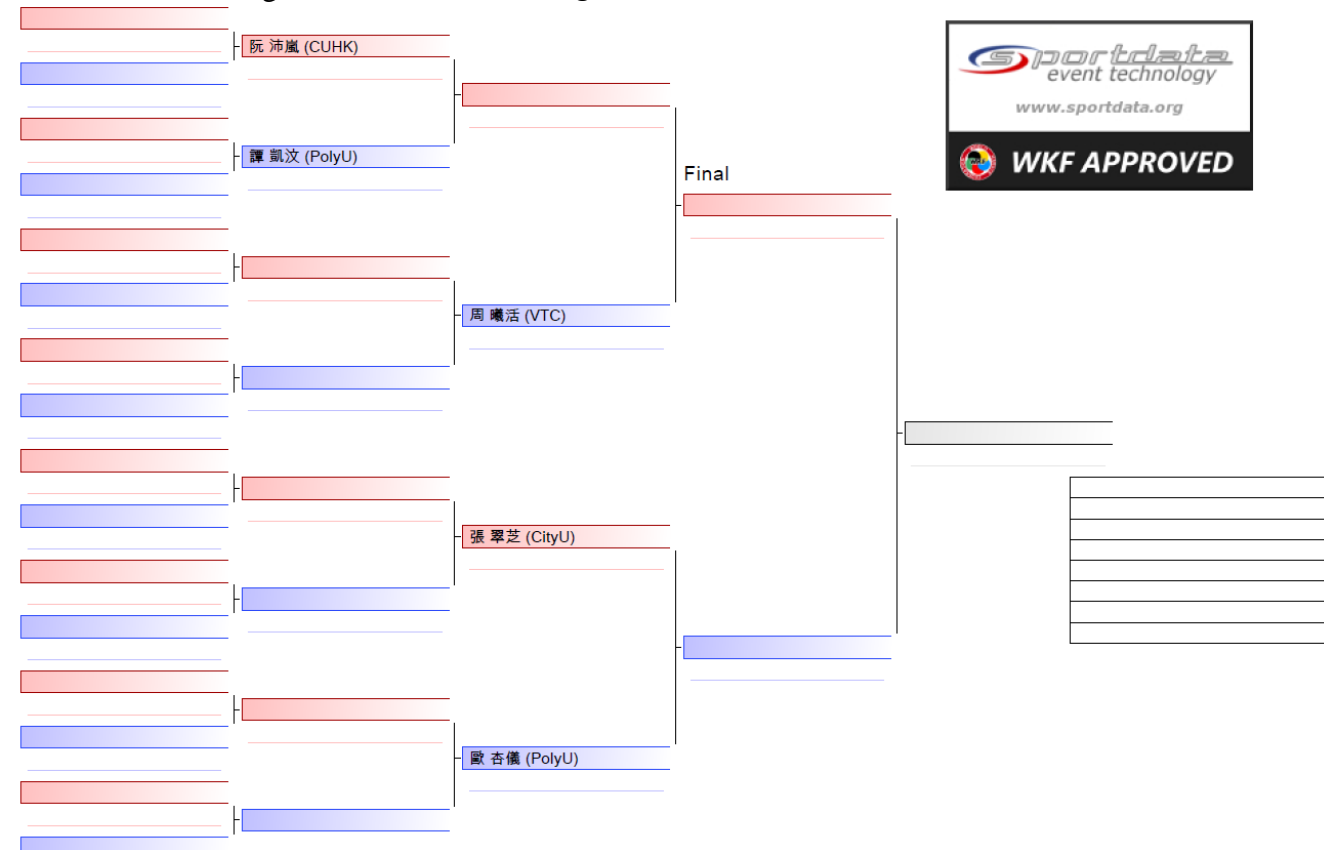 阮 沛嵐 (CUHK)
譚 凱汶 (PolyU)
周 曦活 (VTC)
張 翠芝 (CityU)
歐 杏儀 (PolyU)
Final
sportdata
event technology
www.sportdata.org
WKF APPROVED